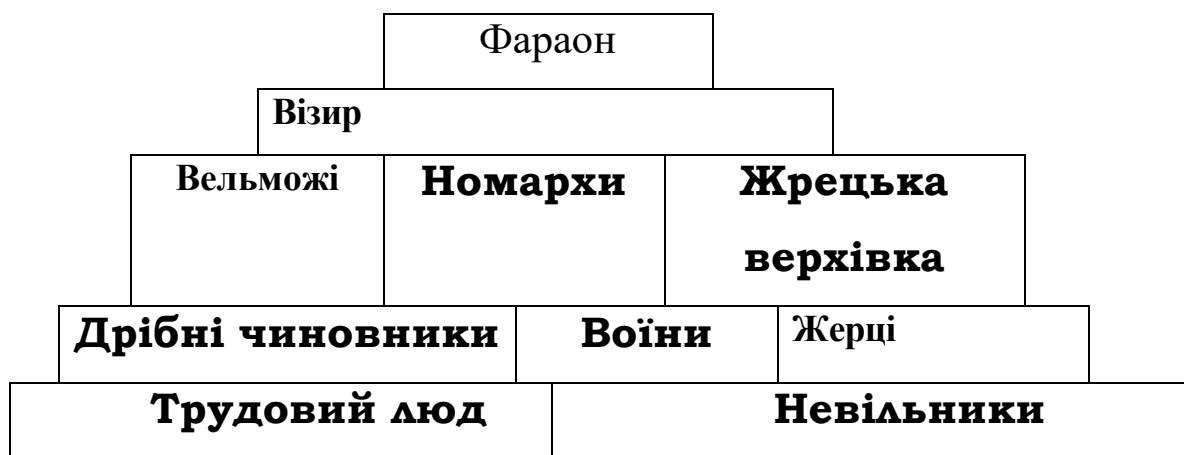 Фараон
Візир
Вельможі
Номархи
Жрецька
верхівка
Дрібні чиновники
Воїни
Жерці
Трудовий люд
Невільники